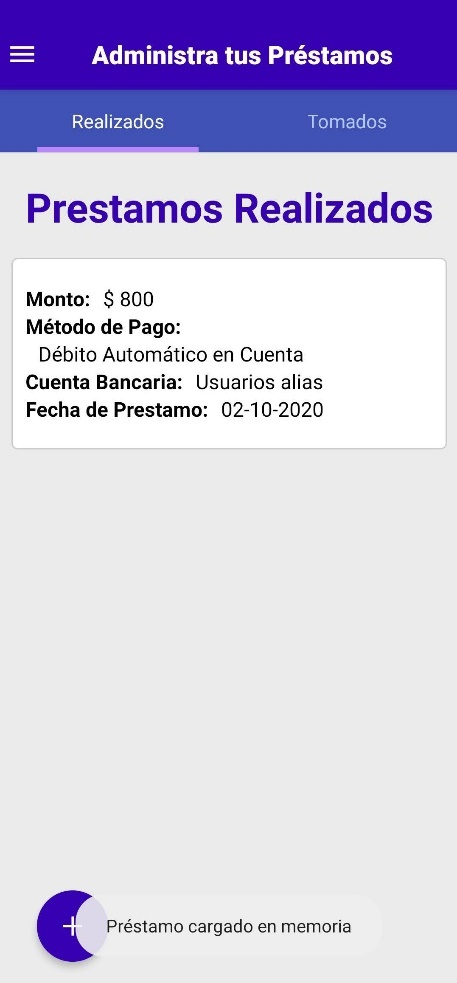 Administra tus Préstamos
Realizados
Tomados
Prestamos Realizados
Monto: $ 800
Método de Pago:
Débito Automático en Cuenta
Cuenta Bancaria: Usuarios alias
Fecha de Prestamo: 02-10-2020
+
Préstamo cargado en memoria